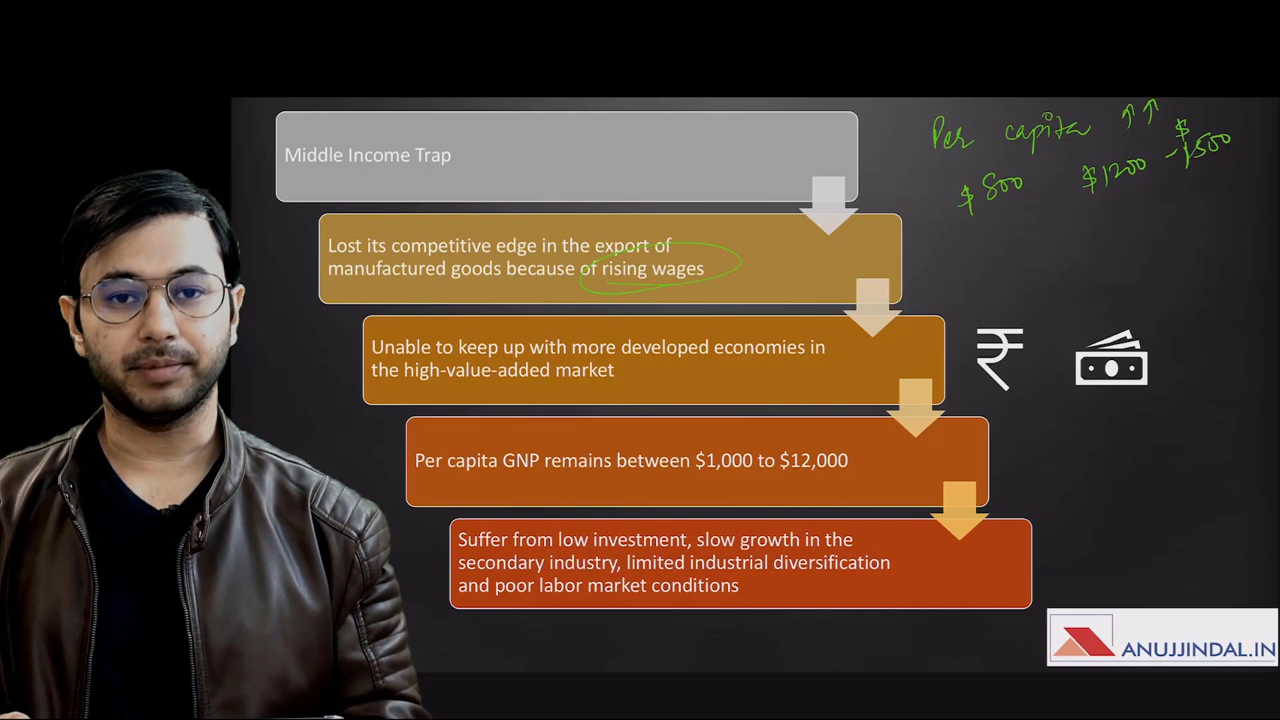 Middle Income Trap
Lost its competitive edge in the export of
manufactured goods because of rising wages
Unable to keep up with more developed economies in
the high-value-added market
Per capita GNP remains between $1,000 to $12,000
Suffer from low investment, slow growth in the
secondary industry, limited industrial diversification
and poor labor market conditions
Per capita ↑↑
$800 $1200 - $1500
₹
ANUJJINDAL.IN